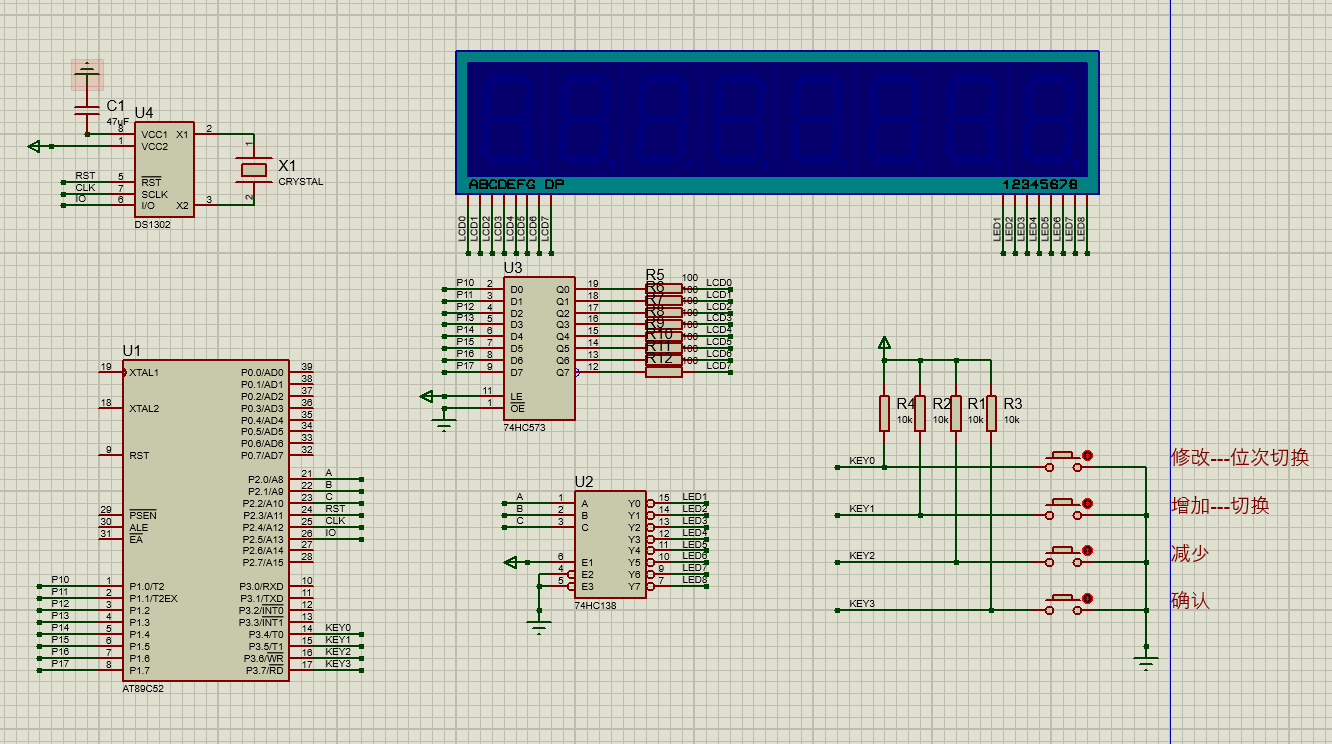 C1
47uF
U4
8 VCC1 X1 2
1 VCC2
RST 5 RST
CLK 7 SCLK
IO 6 I/O X2 3
DS1302
1
X1
CRYSTAL
2
ABCDEFG DP
12345678
LCD0
LCD1
LCD2
LCD3
LCD4
LCD5
LCD6
LCD7
LED1
LED2
LED3
LED4
LED5
LED6
LED7
LED8
U3
P10 2 D0 Q0 19
P11 3 D1 Q1 18
P12 4 D2 Q2 17
P13 5 D3 Q3 16
P14 6 D4 Q4 15
P15 7 D5 Q5 14
P16 8 D6 Q6 13
P17 9 D7 Q7 12
11 LE
1 OE
74HC573
R5 100 LCD0
R6 100 LCD1
R7 100 LCD2
R8 100 LCD3
R9 100 LCD4
R10 100 LCD5
R11 100 LCD6
R12 100 LCD7
U1
19 XTAL1
18 XTAL2
9 RST
29 PSEN
30 ALE
31 EA
P10 1 P1.0/T2
P11 2 P1.1/T2EX
P12 3 P1.2
P13 4 P1.3
P14 5 P1.4
P15 6 P1.5
P16 7 P1.6
P17 8 P1.7
P0.0/AD0 39
P0.1/AD1 38
P0.2/AD2 37
P0.3/AD3 36
P0.4/AD4 35
P0.5/AD5 34
P0.6/AD6 33
P0.7/AD7 32
P2.0/A8 21 A
P2.1/A9 22 B
P2.2/A10 23 C
P2.3/A11 24 RST
P2.4/A12 25 CLK
P2.5/A13 26 IO
P2.6/A14 27
P2.7/A15 28
P3.0/RXD 10
P3.1/TXD 11
P3.2/INT0 12
P3.3/INT1 13
P3.4/T0 14 KEY0
P3.5/T1 15 KEY1
P3.6/WR 16 KEY2
P3.7/RD 17 KEY3
AT89C52
U2
A 1 A Y0 15 LED1
B 2 B Y1 14 LED2
C 3 C Y2 13 LED3
Y3 12 LED4
Y4 11 LED5
6 E1 Y5 10 LED6
4 E2 Y6 9 LED7
5 E3 Y7 7 LED8
74HC138
R4 R2 R1 R3
10k 10k 10k 10k
KEY0 修改---位次切换
KEY1 增加---切换
KEY2 减少
KEY3 确认